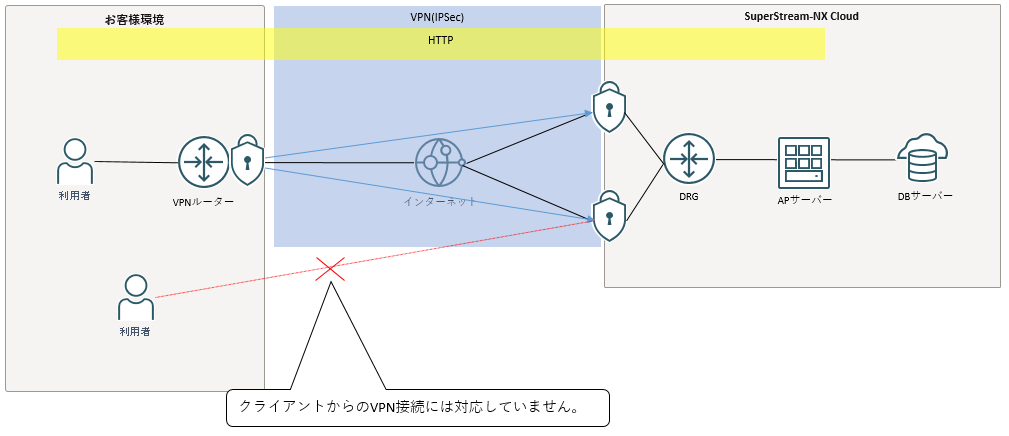 お客様環境
VPN(IPSec)
SuperStream-NX Cloud
HTTP
利用者
VPNルーター
インターネット
DRG
APサーバー
DBサーバー
利用者
クライアントからのVPN接続には対応していません。